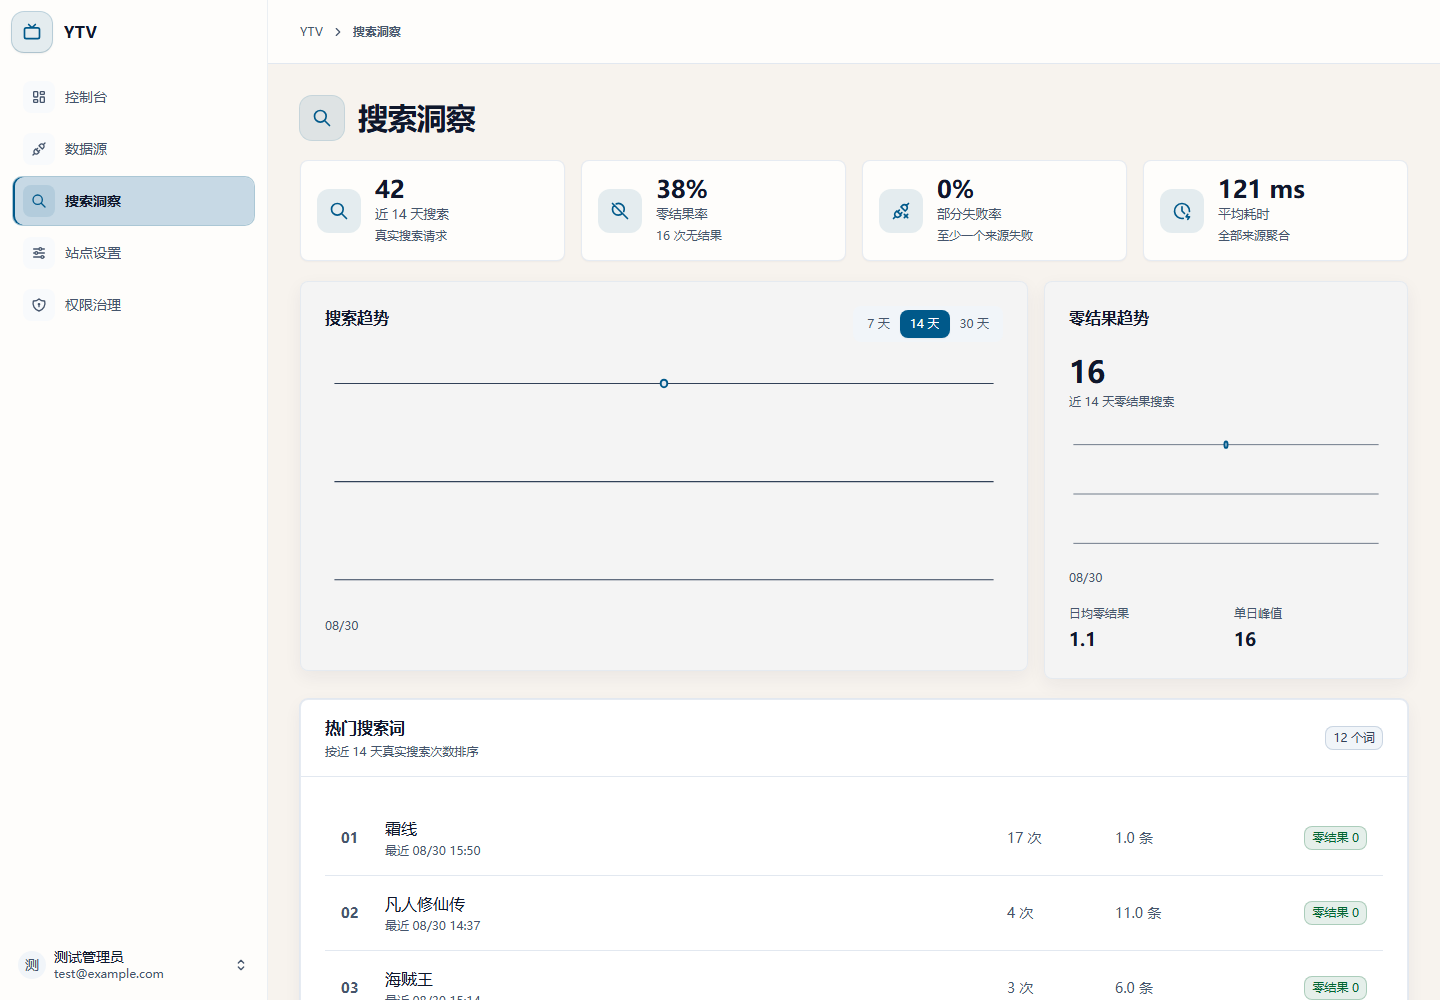 YTV
控制台
数据源
搜索洞察
站点设置
权限治理
测
测试管理员
test@example.com
YTV
搜索洞察
搜索洞察
42
近 14 天搜索
真实搜索请求
38%
零结果率
16 次无结果
0%
部分失败率
至少一个来源失败
121 ms
平均耗时
全部来源聚合
搜索趋势
7 天
14 天
30 天
08/30
零结果趋势
16
近 14 天零结果搜索
08/30
日均零结果
1.1
单日峰值
16
热门搜索词
按近 14 天真实搜索次数排序
12 个词
01
霜线
最近 08/30 15:50
17 次
1.0 条
零结果 0
02
凡人修仙传
最近 08/30 14:37
4 次
11.0 条
零结果 0
03
海贼王
最近 08/30 15:14
3 次
6.0 条
零结果 0